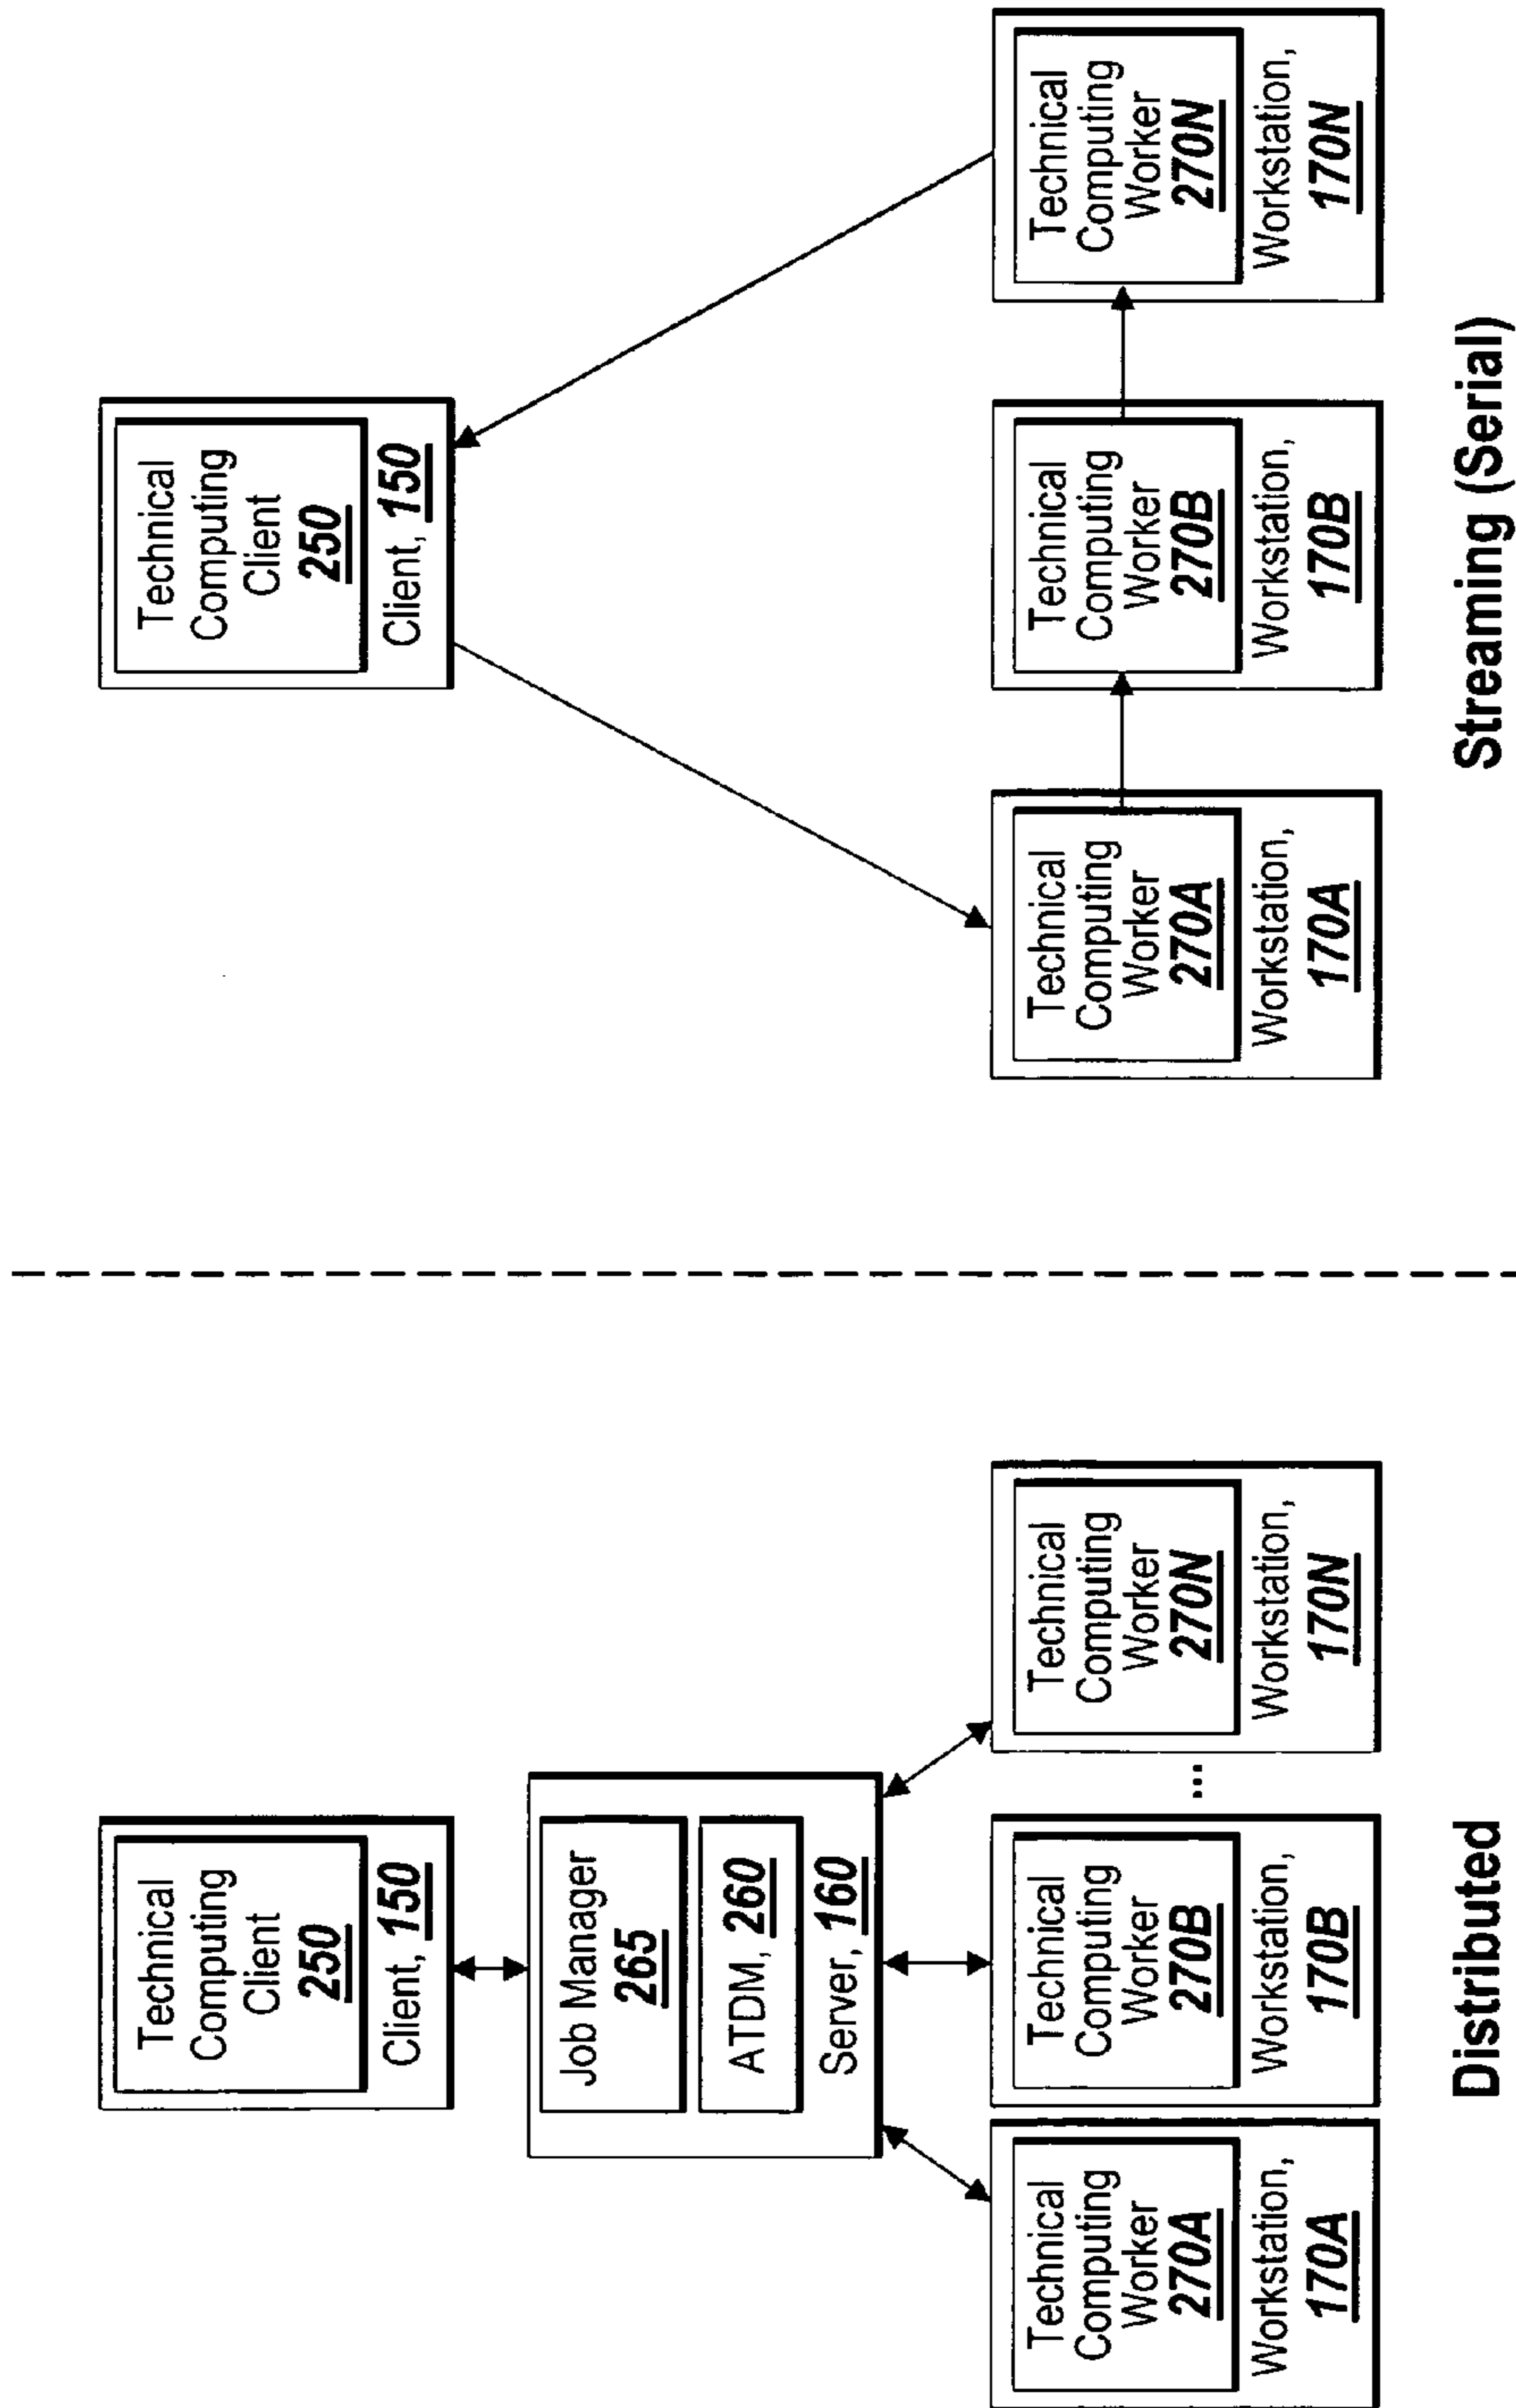 Technical
Computing
Client
250
Client, 150
Job Manager
265
ATDM, 260
Server, 160
Technical
Computing
Worker
270A
Workstation,
170A
Technical
Computing
Worker
270B
Workstation,
170B
...
Technical
Computing
Worker
270N
Workstation,
170N
Distributed
Technical
Computing
Client
250
Client, 150
Technical
Computing
Worker
270A
Workstation,
170A
Technical
Computing
Worker
270B
Workstation,
170B
Technical
Computing
Worker
270N
Workstation,
170N
Streaming (Serial)